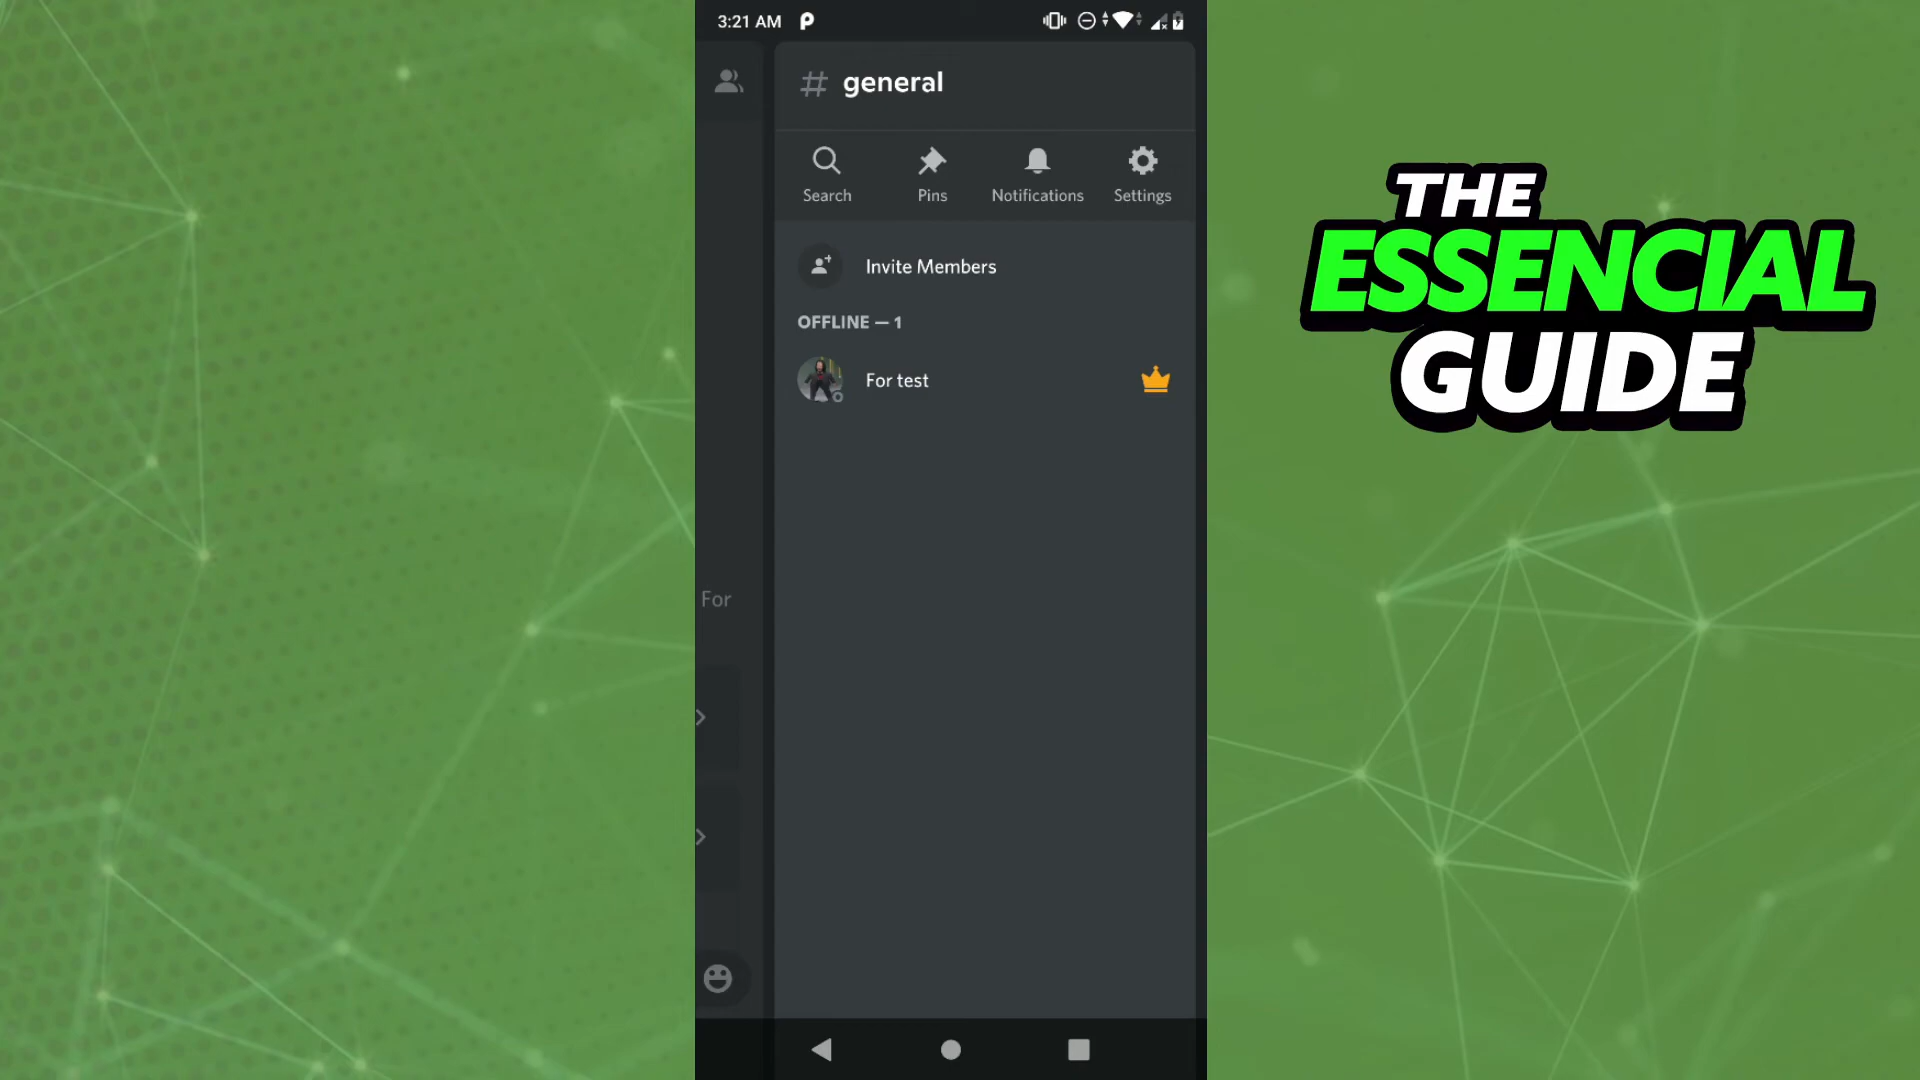 3:21 AM
# general
Search
Pins
Notifications
Settings
Invite Members
OFFLINE — 1
For test
For
THE
ESSENCIAL
GUIDE